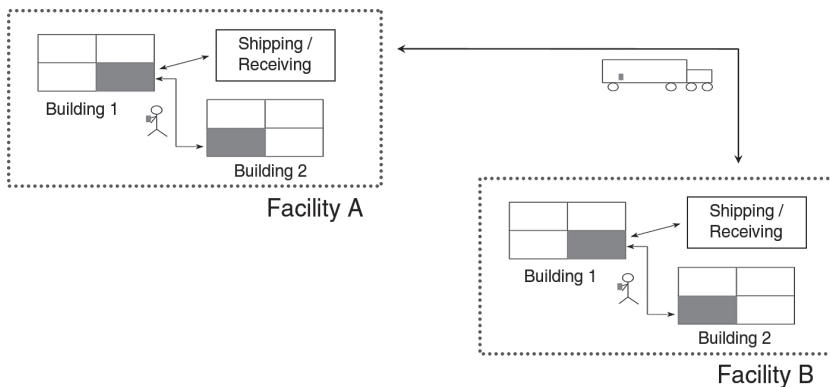 Shipping /
Receiving
Building 1
Building 2
Facility A
Shipping /
Receiving
Building 1
Building 2
Facility B